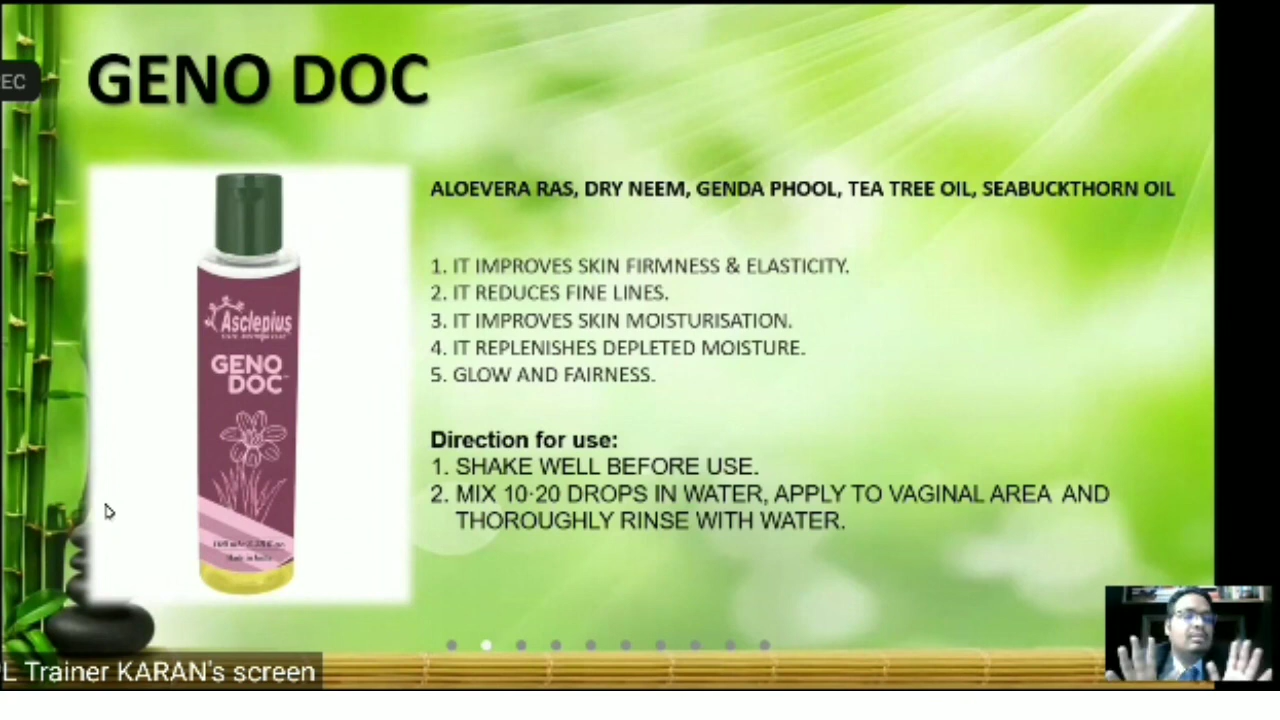 EC
GENO DOC
ALOEVERA RAS, DRY NEEM, GENDA PHOOL, TEA TREE OIL, SEABUCKTHORN OIL
1. IT IMPROVES SKIN FIRMNESS & ELASTICITY.
2. IT REDUCES FINE LINES.
3. IT IMPROVES SKIN MOISTURISATION.
4. IT REPLENISHES DEPLETED MOISTURE.
5. GLOW AND FAIRNESS.
Direction for use:
1. SHAKE WELL BEFORE USE.
2. MIX 10-20 DROPS IN WATER, APPLY TO VAGINAL AREA AND
THOROUGHLY RINSE WITH WATER.
Asclepius
GENO
DOC
Made in India
L Trainer KARAN's screen